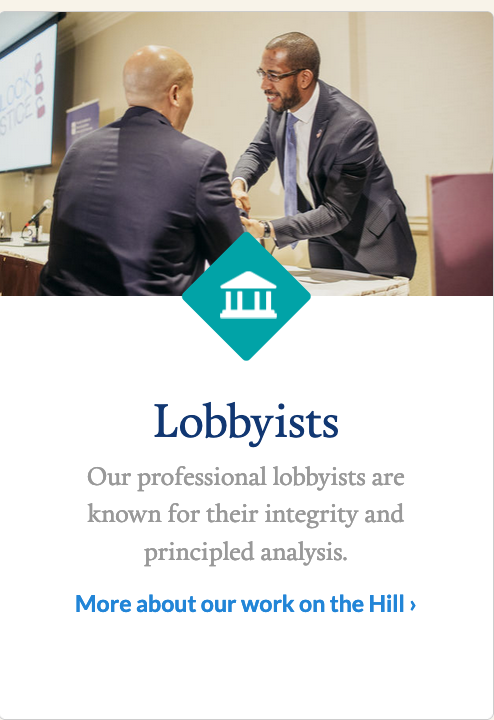 LOCK
STICE
Lobbyists
Our professional lobbyists are
known for their integrity and
principled analysis.
More about our work on the Hill ›